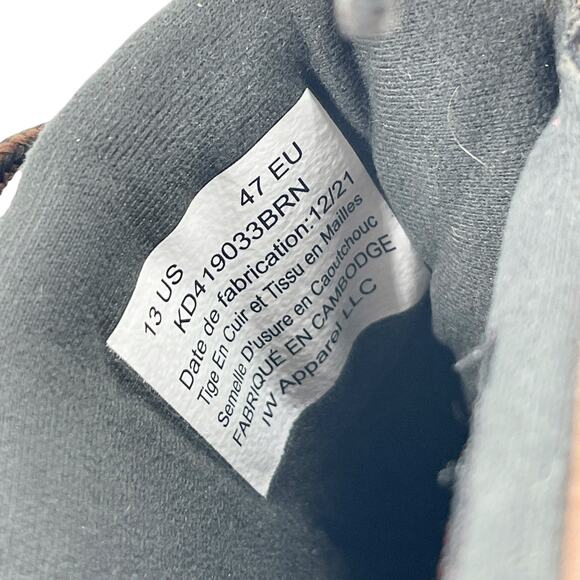 13 US 47 EU
KD419033BRN
Date de fabrication:12/21
Tige En Cuir et Tissu en Mailles
Semelle D'usure en Caoutchouc
FABRIQUÉ EN CAMBODGE
IW Apparel LLC